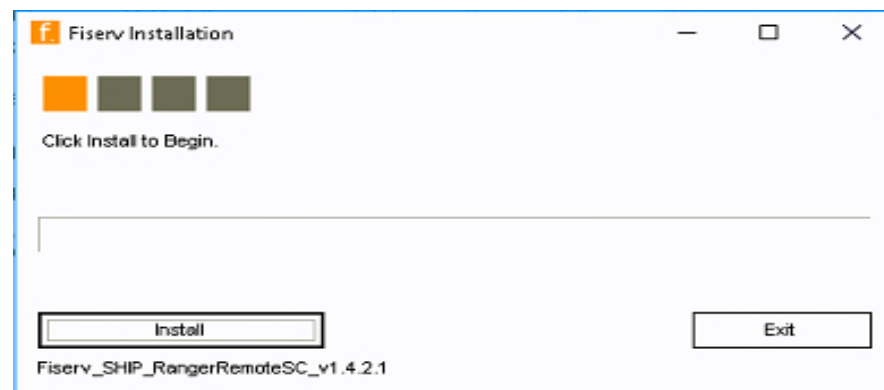 f. Fiserv Installation
Click Install to Begin.
Install
Exit
Fiserv_SHIP_RangerRemoteSC_v1.4.2.1